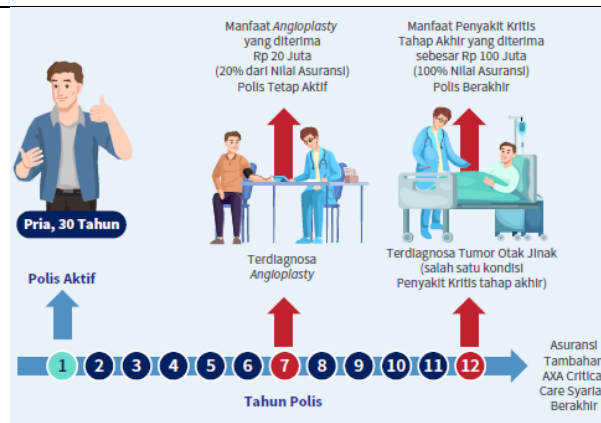 Manfaat Angioplasty
yang diterima
Rp 20 Juta
(20% dari Nilai Asuransi)
Polis Tetap Aktif
Manfaat Penyakit Kritis
Tahap Akhir yang diterima
sebesar Rp 100 Juta
(100% Nilai Asuransi)
Polis Berakhir
Pria, 30 Tahun
Terdiagnosa
Angioplasty
Terdiagnosa Tumor Otak Jinak
(salah satu kondisi
Penyakit Kritis tahap akhir)
Polis Aktif
1 2 3 4 5 6 7 8 9 10 11 12
Tahun Polis
Asuransi
Tambahan
AXA Critical
Care Syariah
Berakhir